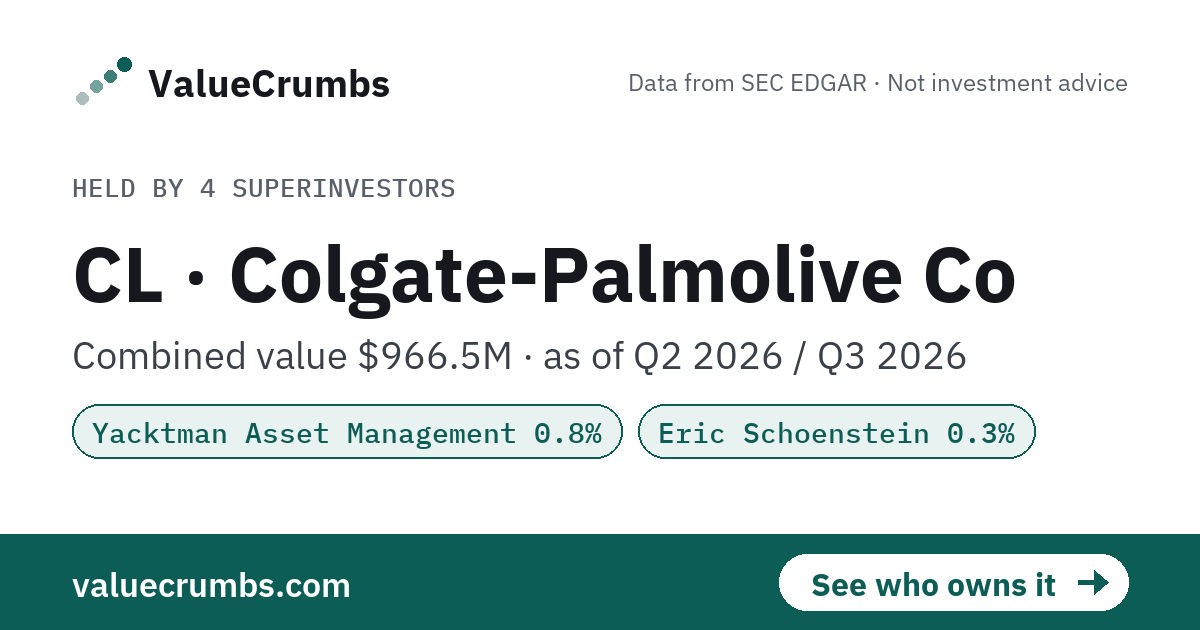 ValueCrumbs
Data from SEC EDGAR · Not investment advice
HELD BY 4 SUPERINVESTORS
CL · Colgate-Palmolive Co
Combined value $966.5M · as of Q2 2026 / Q3 2026
Yacktman Asset Management 0.8%
Eric Schoenstein 0.3%
valuecrumbs.com
See who owns it →